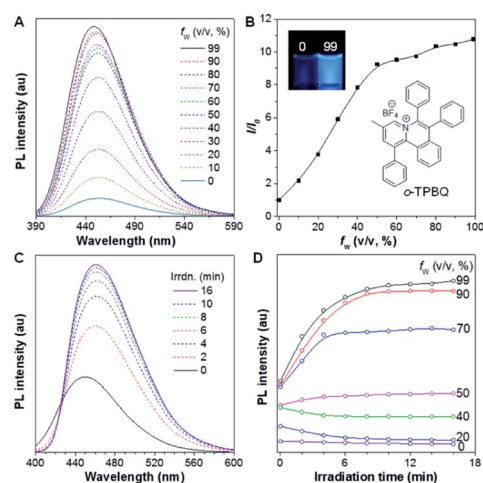 A
PL intensity (au)
f_W (v/v, %)
99
90
80
70
60
50
40
30
20
10
0
390 440 490 540 590
Wavelength (nm)
B
I/I_0
12
10
8
6
4
2
0
0 99
BF4
−
N
+
o-TPBQ
0 20 40 60 80 100
f_W (v/v, %)
C
PL intensity (au)
Irrdn. (min)
16
10
8
6
4
2
0
400 440 480 520 560 600
Wavelength (nm)
D
PL intensity (au)
f_W (v/v, %)
99
90
70
50
40
20
0
0 6 12 18
Irradiation time (min)